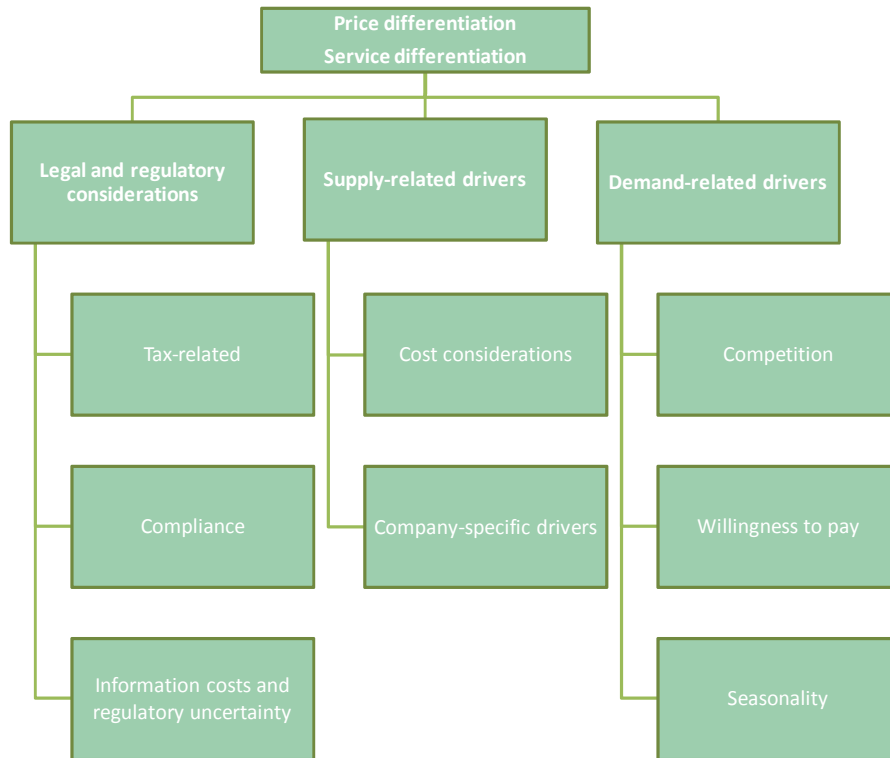 Price differentiation
Service differentiation
Legal and regulatory
considerations
Supply-related drivers
Demand-related drivers
Tax-related
Cost considerations
Competition
Compliance
Company-specific drivers
Willingness to pay
Information costs and
regulatory uncertainty
Seasonality